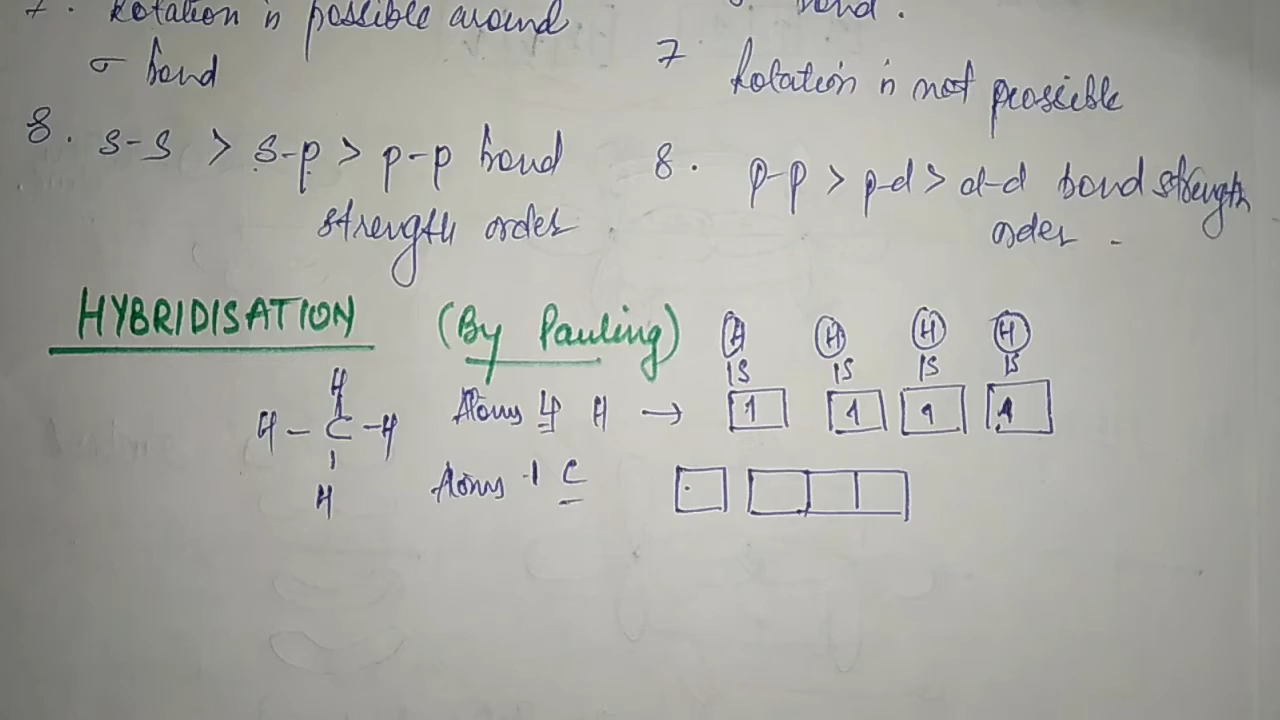 7. Rotation is possible around
σ bond
8. s-s > s-p > p-p bond
strength order
bond.
7 Rotation is not possible
8. p-p > p-d > d-d bond strength
order.
HYBRIDISATION (By Pauling)
H H H H
1S 1S 1S 1S
H
H - C - H
H
Atoms 4 H → 1 1 1 1
Atoms 1 C